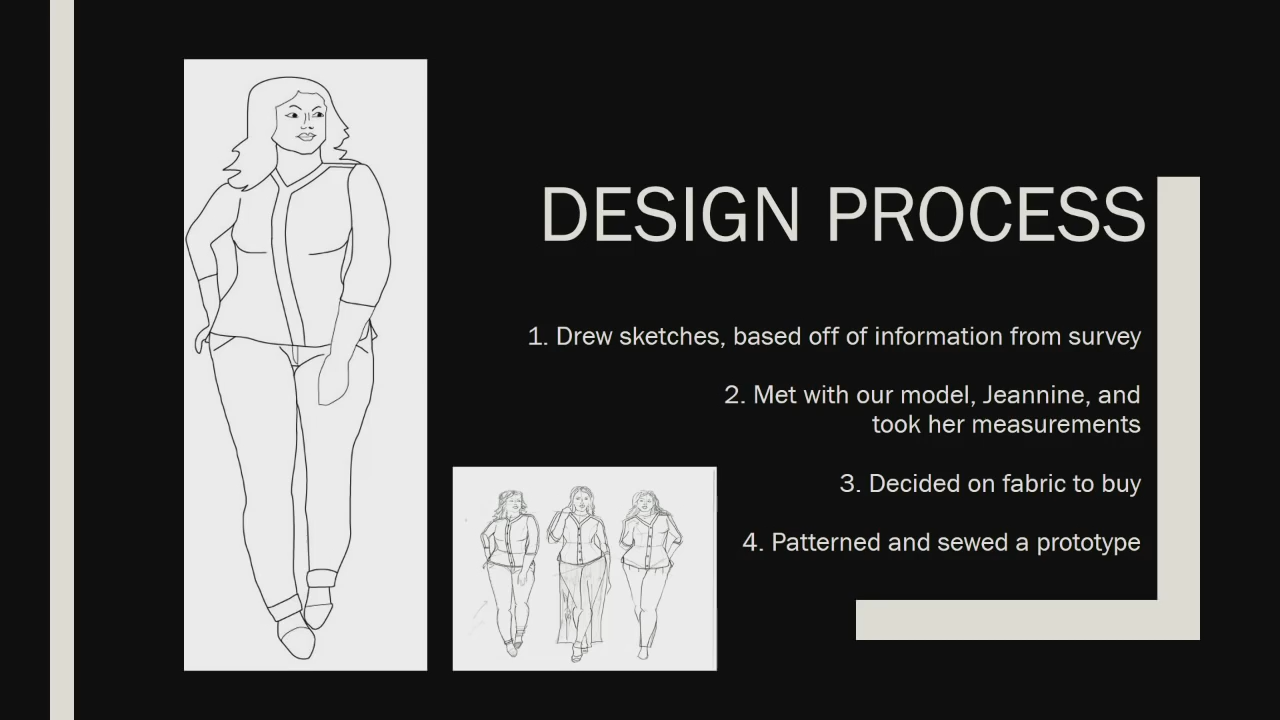 DESIGN PROCESS
1. Drew sketches, based off of information from survey
2. Met with our model, Jeannine, and
took her measurements
3. Decided on fabric to buy
4. Patterned and sewed a prototype